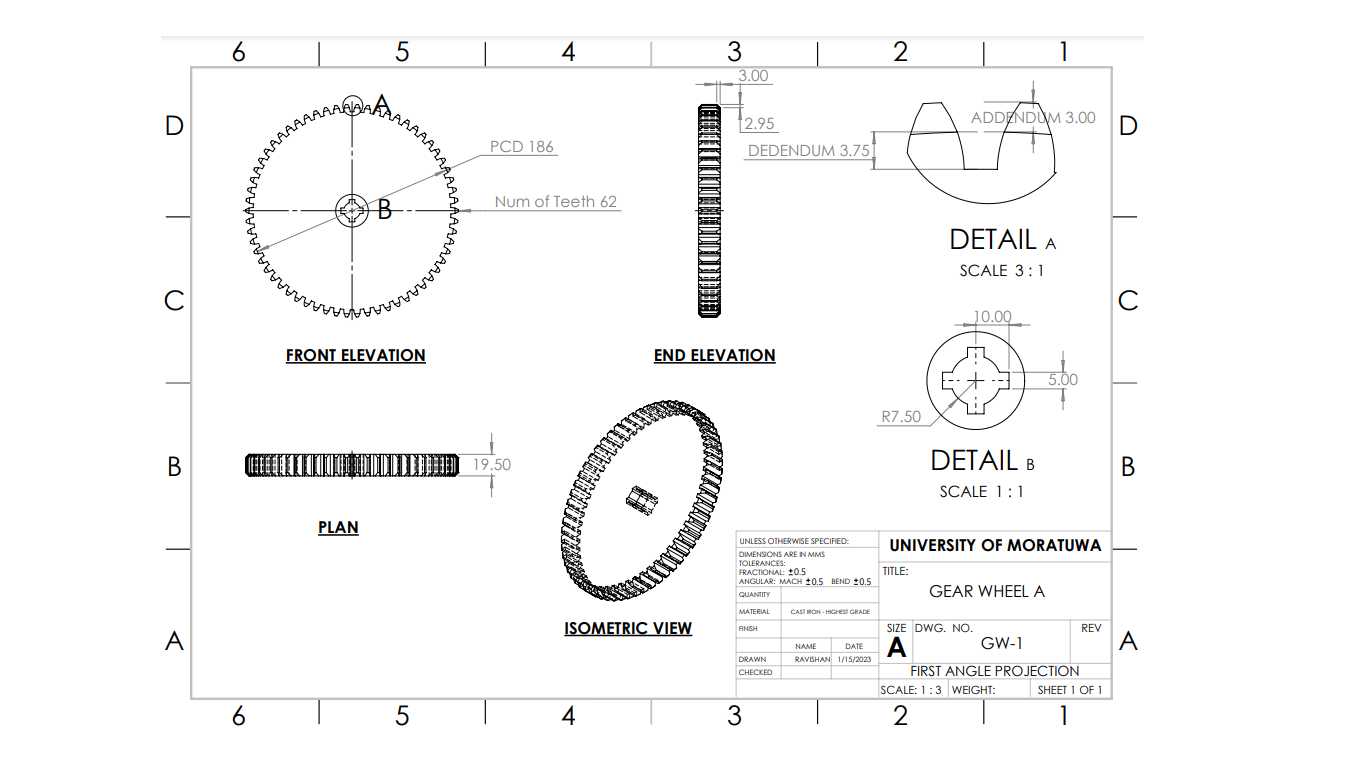 6 5 4 3 2 1
3.00
A
D
ADDENDUM 3.00
D
2.95
PCD 186
DEDENDUM 3.75
B
Num of Teeth 62
DETAIL A
SCALE 3 : 1
C
C
10.00
FRONT ELEVATION
END ELEVATION
5.00
R7.50
DETAIL B
SCALE 1 : 1
B
19.50
B
PLAN
ISOMETRIC VIEW
A
A
UNLESS OTHERWISE SPECIFIED:
DIMENSIONS ARE IN MMS
TOLERANCES:
FRACTIONAL: ±0.5
ANGULAR: MACH ±0.5 BEND ±0.5
QUANTITY
MATERIAL CAST IRON - HIGHEST GRADE
FINISH
NAME DATE
DRAWN RAVISHAN 1/15/2023
CHECKED
UNIVERSITY OF MORATUWA
TITLE:
GEAR WHEEL A
SIZE DWG. NO. REV
A GW-1
FIRST ANGLE PROJECTION
SCALE: 1 : 3 WEIGHT: SHEET 1 OF 1
6 5 4 3 2 1